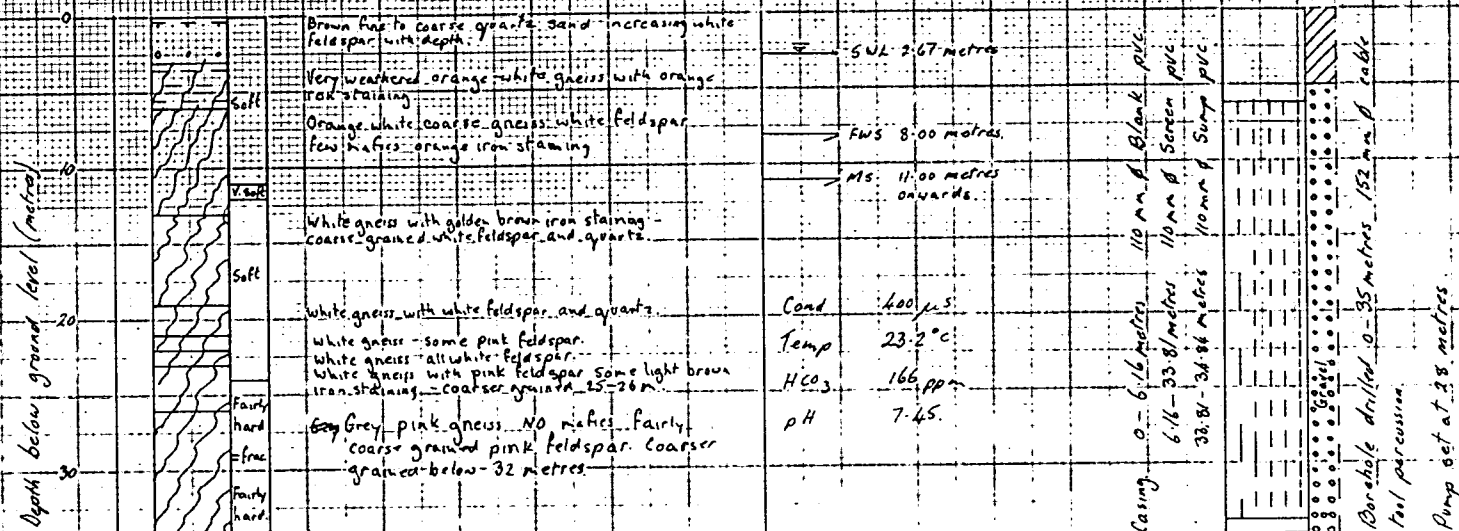 Depth below ground level (metres)
0
10
20
30
Soft
V. soft
Soft
Fairly
hard
=frac
Fairly
hard
Brown fine to coarse quartz sand increasing white
feldspar with depth.
Very weathered orange-white gneiss with orange
iron staining
Orange white coarse gneiss white feldspar
few mafics orange iron staining
White gneiss with golden brown iron staining -
coarse grained white feldspar and quartz.
White gneiss with white feldspar and quartz.
White gneiss - some pink feldspar.
White gneiss - all white feldspar.
White gneiss with pink feldspar some light brown
iron staining - coarser grained 25-26m
Grey pink gneiss NO mafics fairly
coarse grained pink feldspar. Coarser
grained below - 32 metres
SWL 2.67 metres
FWS 8.00 metres.
MS 11.00 metres
onwards.
Cond 400 µs
Temp 23.2°C
HCO3 166 ppm
pH 7.45.
Casing 0-6.16 metres 110mm ø Blank pvc
6.16-33.81 metres 110mm ø Screen pvc
33.81-34.84 metres 110mm ø Sump pvc
Gravel
Borehole drilled 0-35 metres 152 mm ø cable
tool percussion.
Pump set at 28 metres